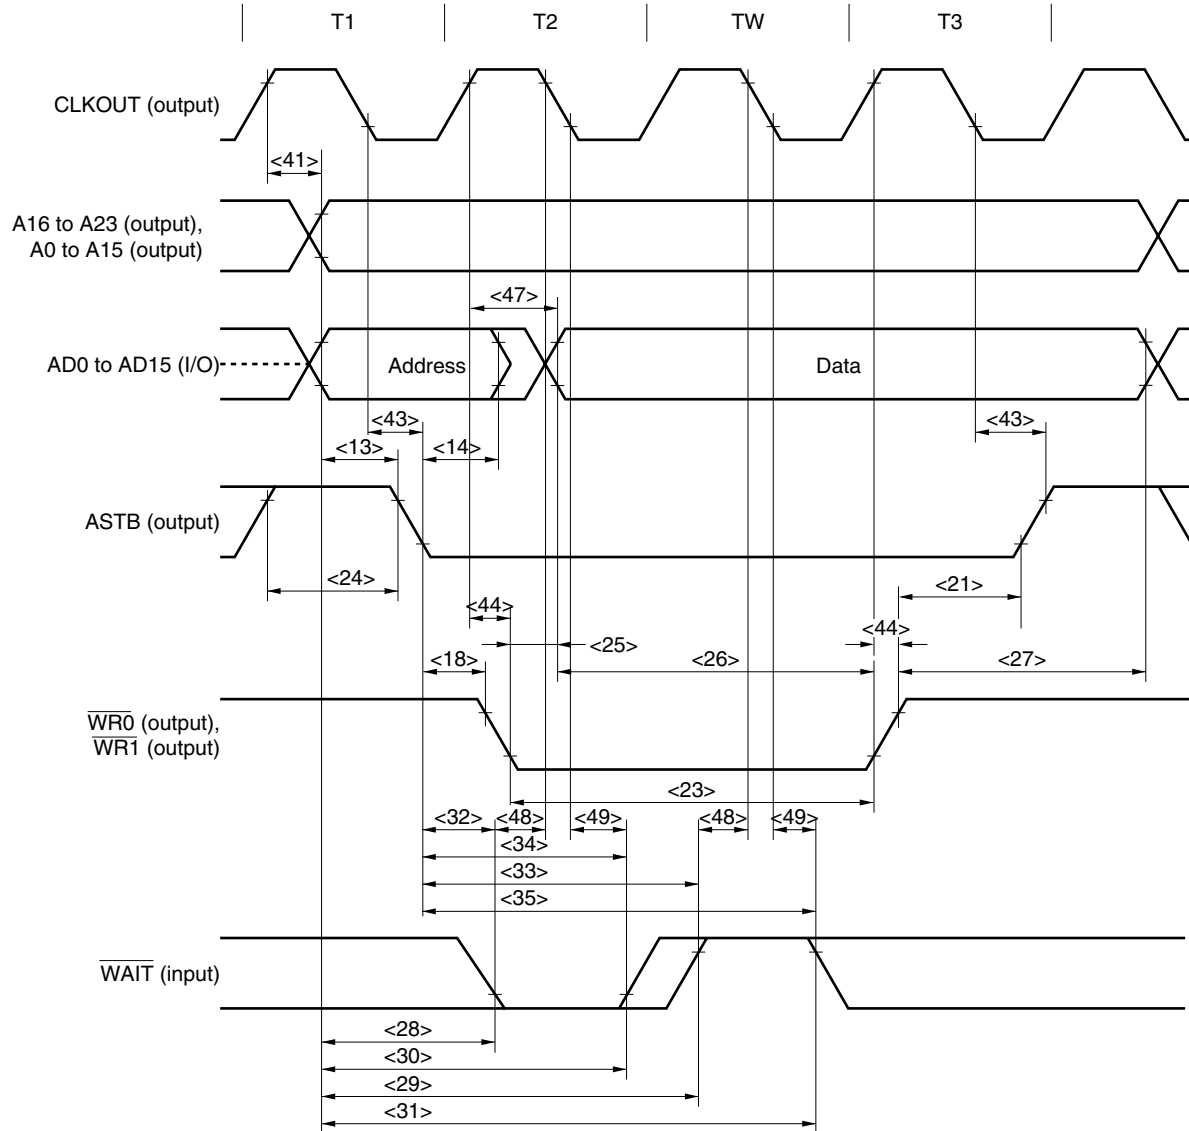 T1 T2 TW T3
CLKOUT (output)
<41>
A16 to A23 (output),
A0 to A15 (output)
<47>
AD0 to AD15 (I/O)
Address
Data
<43> <43>
<13> <14>
ASTB (output)
<24> <21>
<44> <44>
<25>
<18> <26> <27>
WR0 (output),
WR1 (output)
<23>
<32> <48> <49> <48> <49>
<34>
<33>
<35>
WAIT (input)
<28>
<30>
<29>
<31>